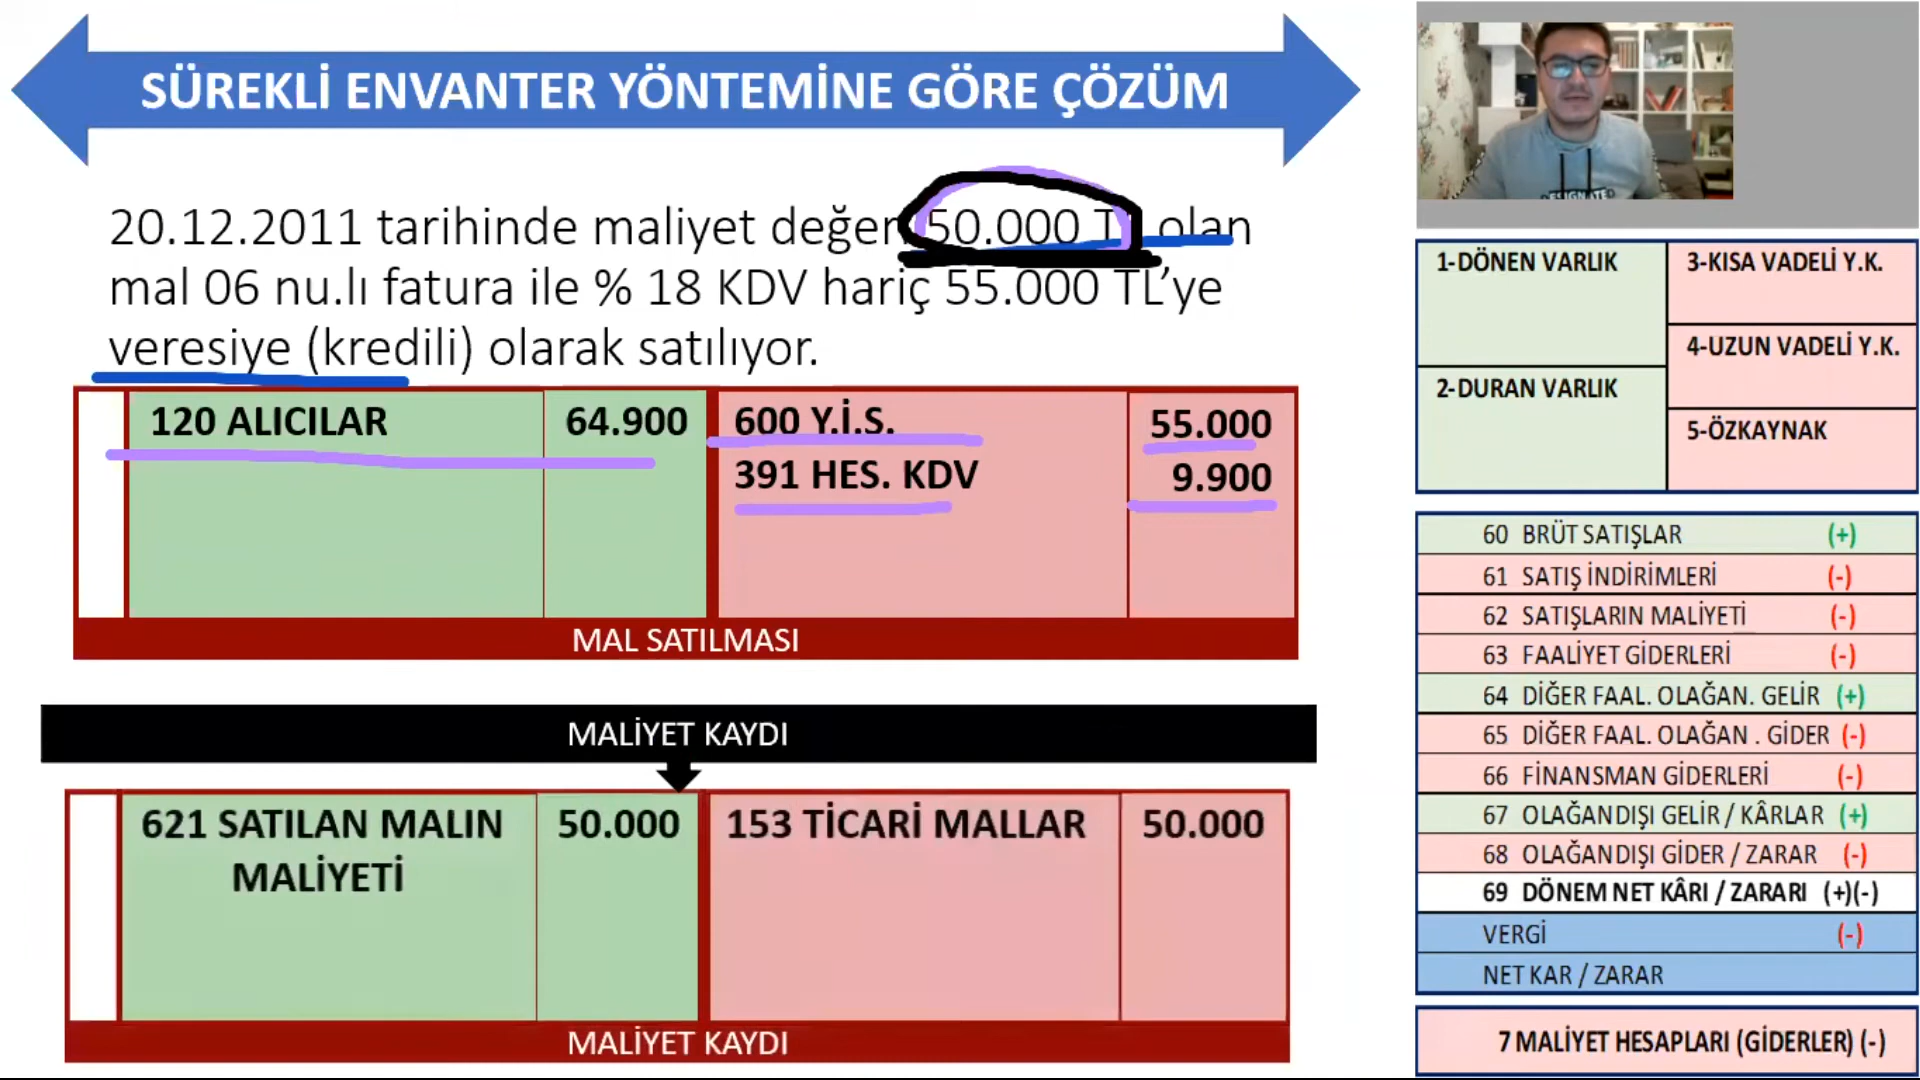 SÜREKLİ ENVANTER YÖNTEMİNE GÖRE ÇÖZÜM
20.12.2011 tarihinde maliyet değeri 50.000 TL olan
mal 06 nu.lı fatura ile % 18 KDV hariç 55.000 TL’ye
veresiye (kredili) olarak satılıyor.
120 ALICILAR 64.900 600 Y.İ.S. 55.000
391 HES. KDV 9.900
MAL SATILMASI
MALİYET KAYDI
621 SATILAN MALIN 50.000 153 TİCARİ MALLAR 50.000
MALİYETİ
MALİYET KAYDI
1-DÖNEN VARLIK
2-DURAN VARLIK
3-KISA VADELİ Y.K.
4-UZUN VADELİ Y.K.
5-ÖZKAYNAK
60 BRÜT SATIŞLAR (+)
61 SATIŞ İNDİRİMLERİ (-)
62 SATIŞLARIN MALİYETİ (-)
63 FAALİYET GİDERLERİ (-)
64 DİĞER FAAL. OLAĞAN. GELİR (+)
65 DİĞER FAAL. OLAĞAN . GİDER (-)
66 FİNANSMAN GİDERLERİ (-)
67 OLAĞANDIŞI GELİR / KÂRLAR (+)
68 OLAĞANDIŞI GİDER / ZARAR (-)
69 DÖNEM NET KÂRI / ZARARI (+)(-)
VERGİ (-)
NET KAR / ZARAR
7 MALİYET HESAPLARI (GİDERLER) (-)